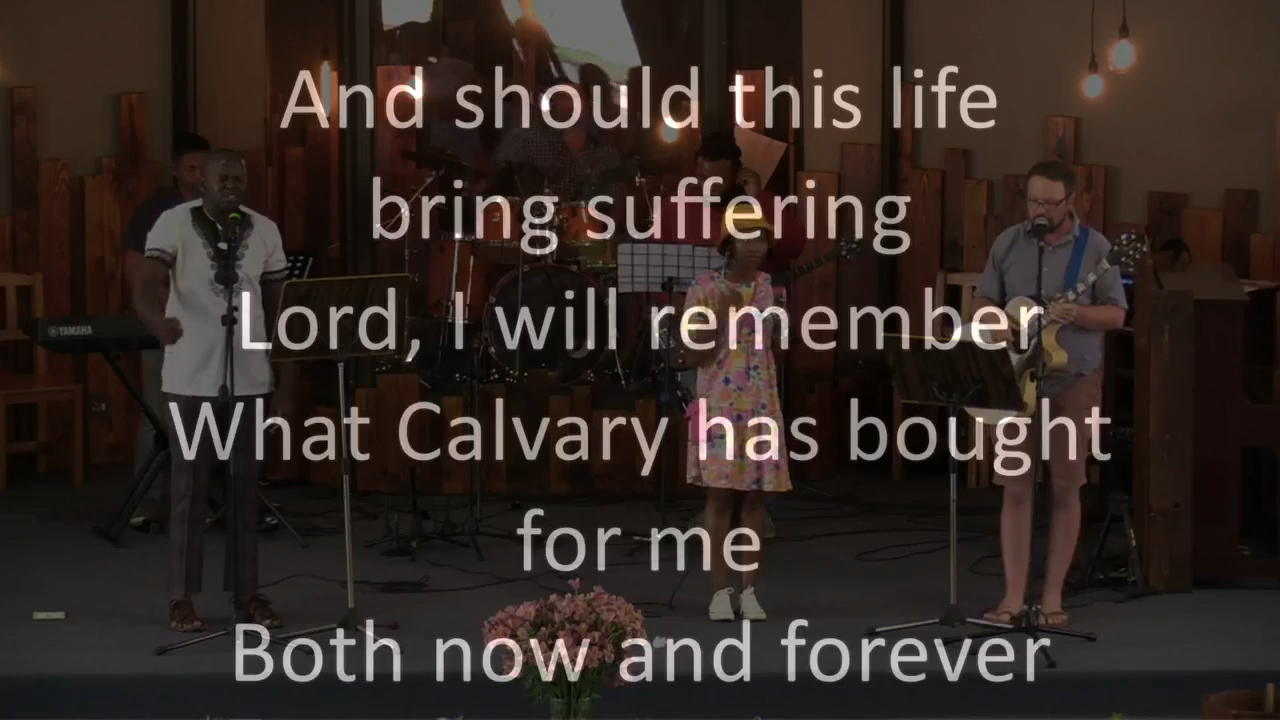 And should this life
bring suffering
Lord, I will remember
What Calvary has bought
for me
Both now and forever
YAMAHA